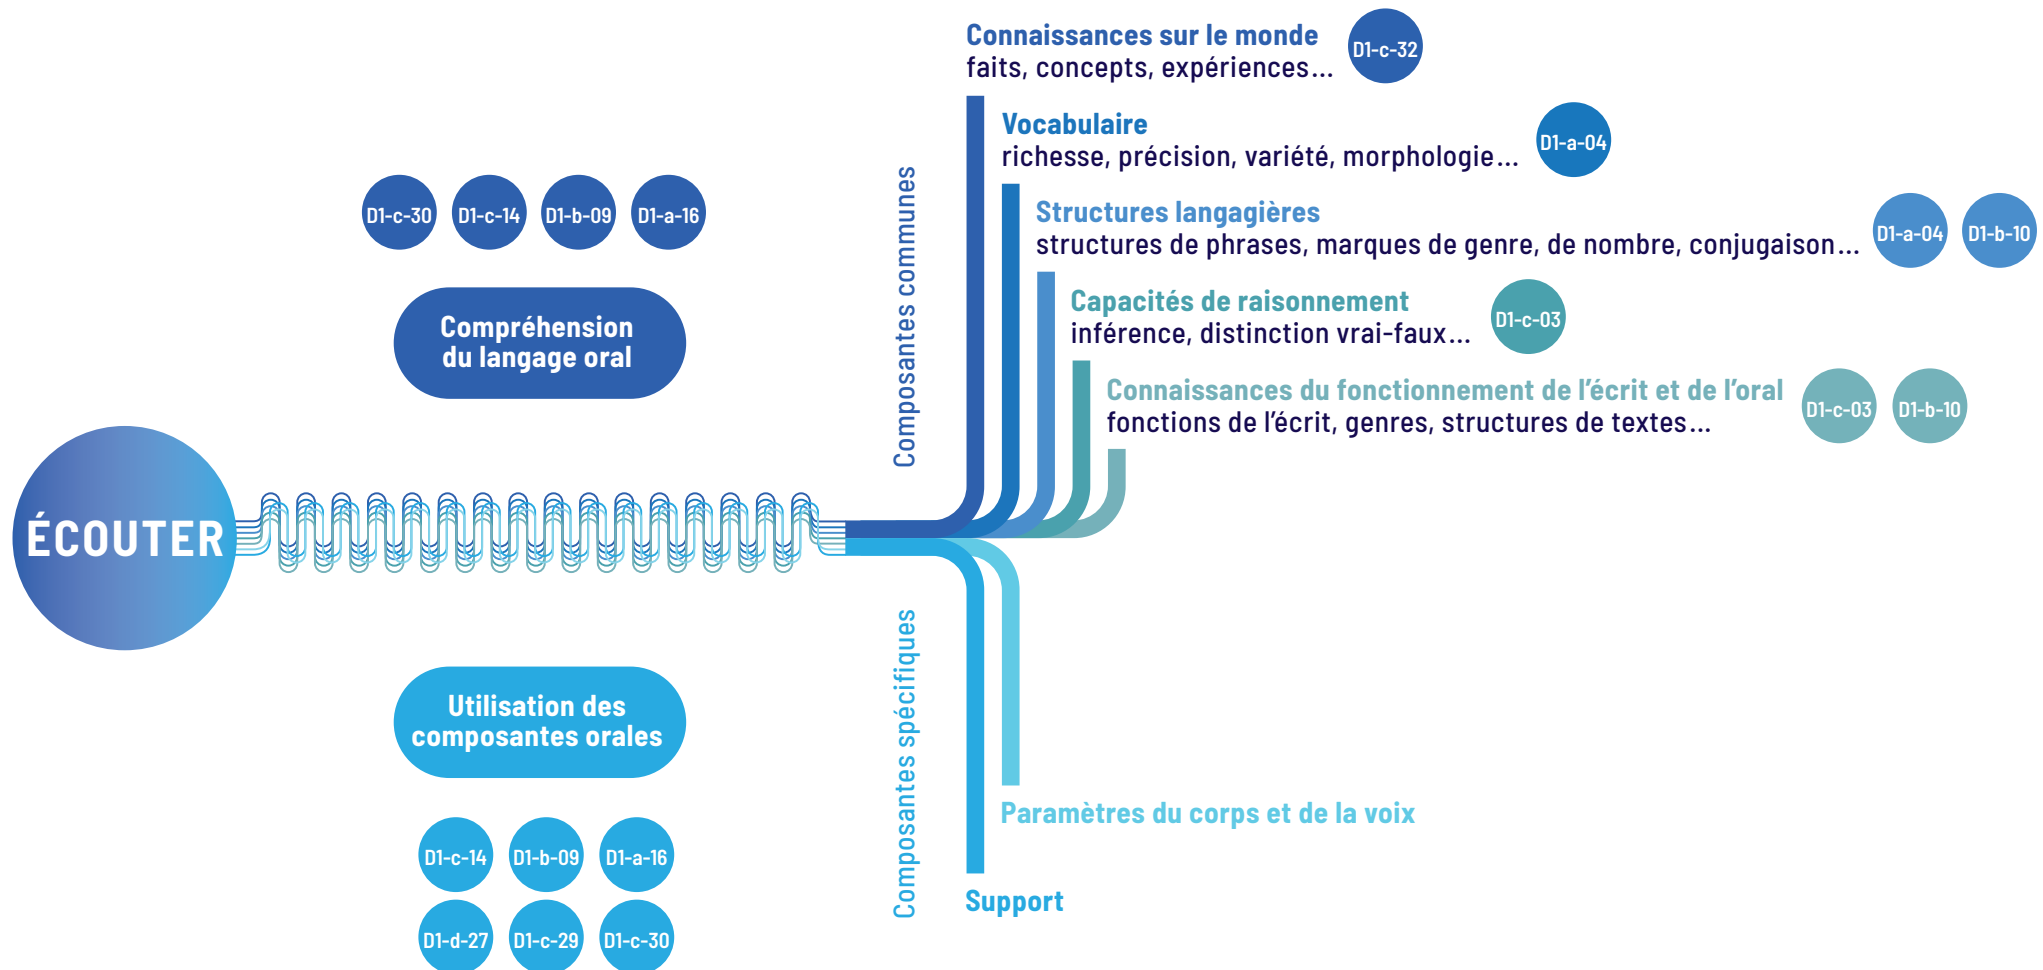 Connaissances sur le monde
faits, concepts, expériences...
D1-c-32
Vocabulaire
richesse, précision, variété, morphologie...
D1-a-04
Structures langagières
structures de phrases, marques de genre, de nombre, conjugaison...
D1-a-04
D1-b-10
Capacités de raisonnement
inférence, distinction vrai-faux...
D1-c-03
Connaissances du fonctionnement de l'écrit et de l'oral
fonctions de l'écrit, genres, structures de textes...
D1-c-03
D1-b-10
Composantes communes
D1-c-30
D1-c-14
D1-b-09
D1-a-16
Compréhension
du langage oral
ÉCOUTER
Utilisation des
composantes orales
D1-c-14
D1-b-09
D1-a-16
D1-d-27
D1-c-29
D1-c-30
Composantes spécifiques
Paramètres du corps et de la voix
Support